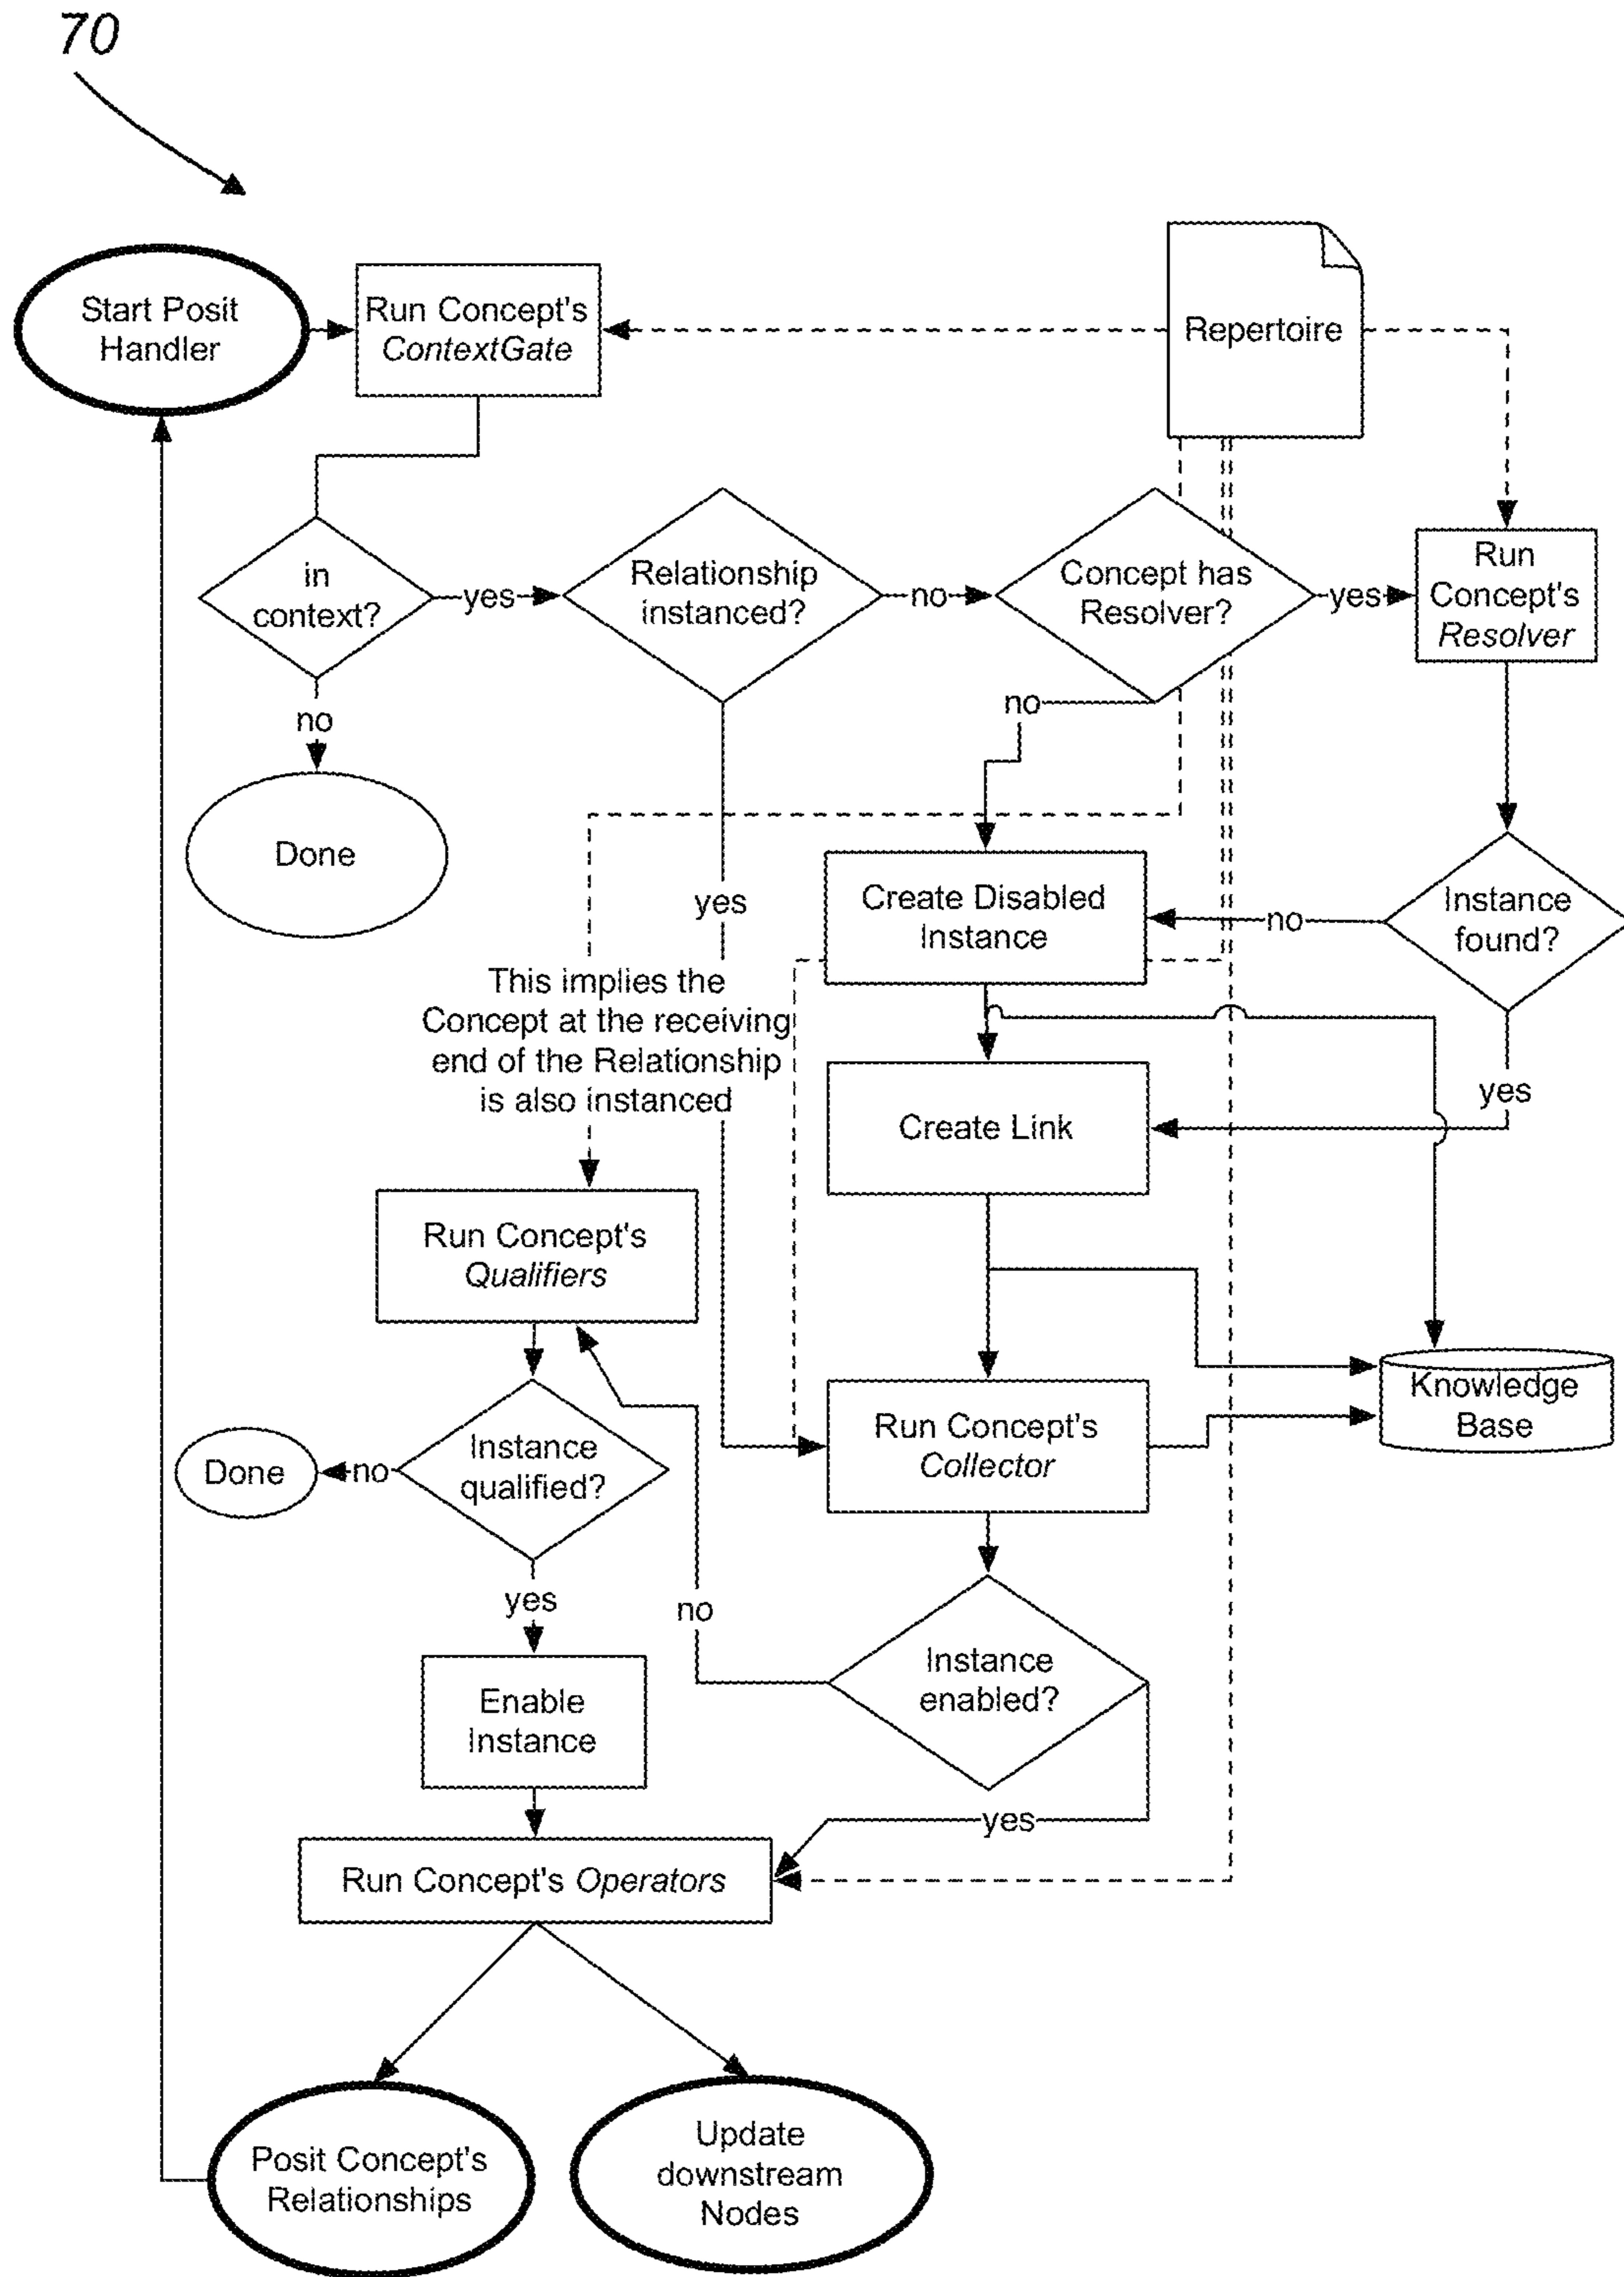 70
Start Posit
Handler
Run Concept's
ContextGate
Repertoire
in
context?
yes
Relationship
instanced?
no
Concept has
Resolver?
yes
Run
Concept's
Resolver
no
no
Done
yes
Create Disabled
Instance
no
Instance
found?
This implies the
Concept at the receiving
end of the Relationship
is also instanced
Create Link
yes
Run Concept's
Qualifiers
Knowledge
Base
Run Concept's
Collector
Done
no
Instance
qualified?
yes
no
Instance
enabled?
Enable
Instance
yes
Run Concept's Operators
Posit Concept's
Relationships
Update
downstream
Nodes